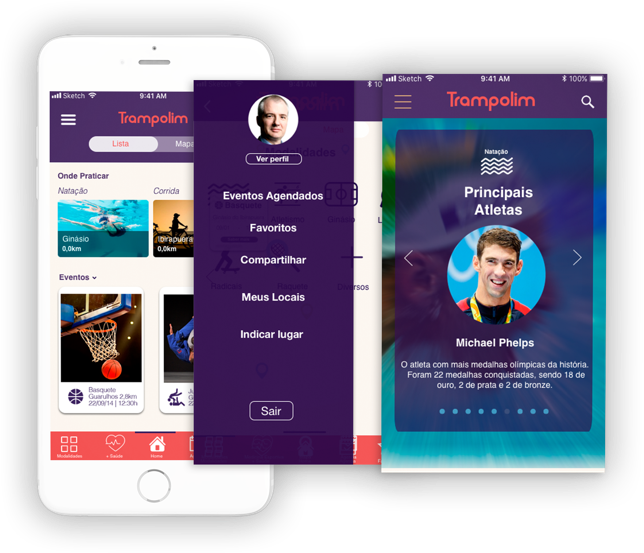 Sketch
9:41 AM
Trampolim
Lista
Mapa
Onde Praticar
Natação
Corrida
Ginásio
0,0km
Ibirapuera
0,0km
Eventos
Basquete
Guarulhos 2,8km
22/09/14 | 12:30h
Modalidades
+ Saúde
Home
100%
Modalidades
Ver perfil
Eventos Agendados
Favoritos
Compartilhar
Meus Locais
Indicar lugar
Sair
Sketch
9:41 AM
100%
Trampolim
Natação
Principais
Atletas
Michael Phelps
O atleta com mais medalhas olímpicas da história.
Foram 22 medalhas conquistadas, sendo 18 de
ouro, 2 de prata e 2 de bronze.